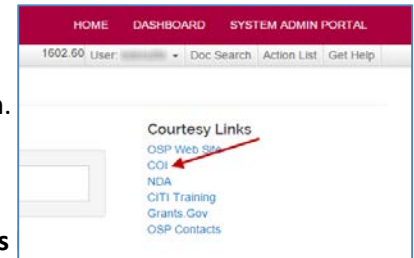 HOME DASHBOARD SYSTEM ADMIN PORTAL
1602.60 User: Doc Search Action List Get Help
n.
Courtesy Links
OSP Web Site
COI
NDA
CITI Training
Grants.Gov
OSP Contacts
s